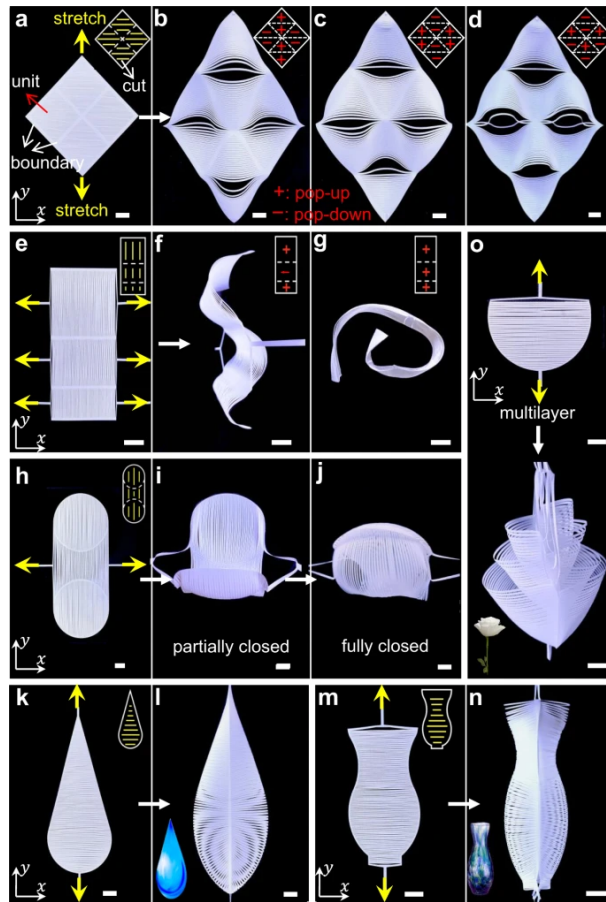 a
stretch
unit
cut
boundary
y
x
stretch
b
+ − + − − + − +
c
d
+: pop-up
−: pop-down
e
y
x
f
+
−
+
g
+
+
+
o
y
x
multilayer
h
y
x
i
partially closed
j
fully closed
k
y
x
l
m
y
x
n